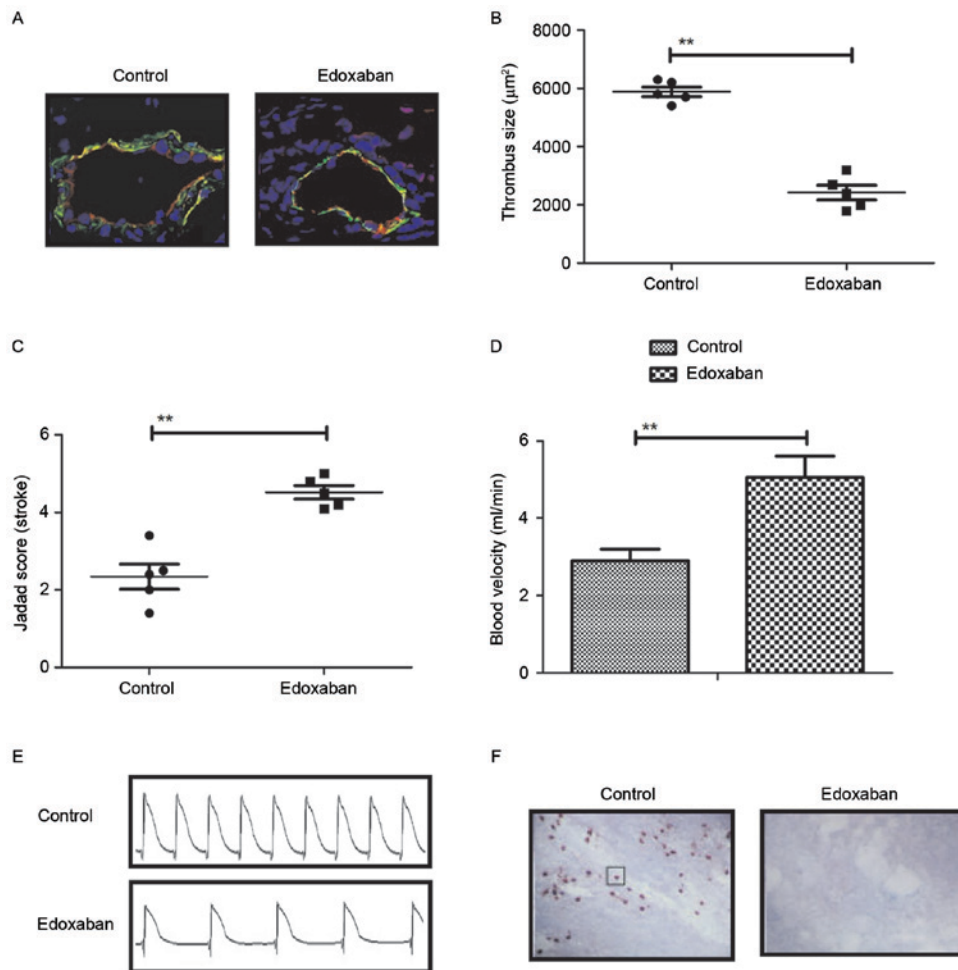 A
Control
Edoxaban
B
Thrombus size (μm²)
8000
6000
4000
2000
0
**
Control
Edoxaban
C
Jadad score (stroke)
6
4
2
0
**
Control
Edoxaban
D
Control
Edoxaban
Blood velocity (ml/min)
6
4
2
0
**
E
Control
Edoxaban
F
Control
Edoxaban